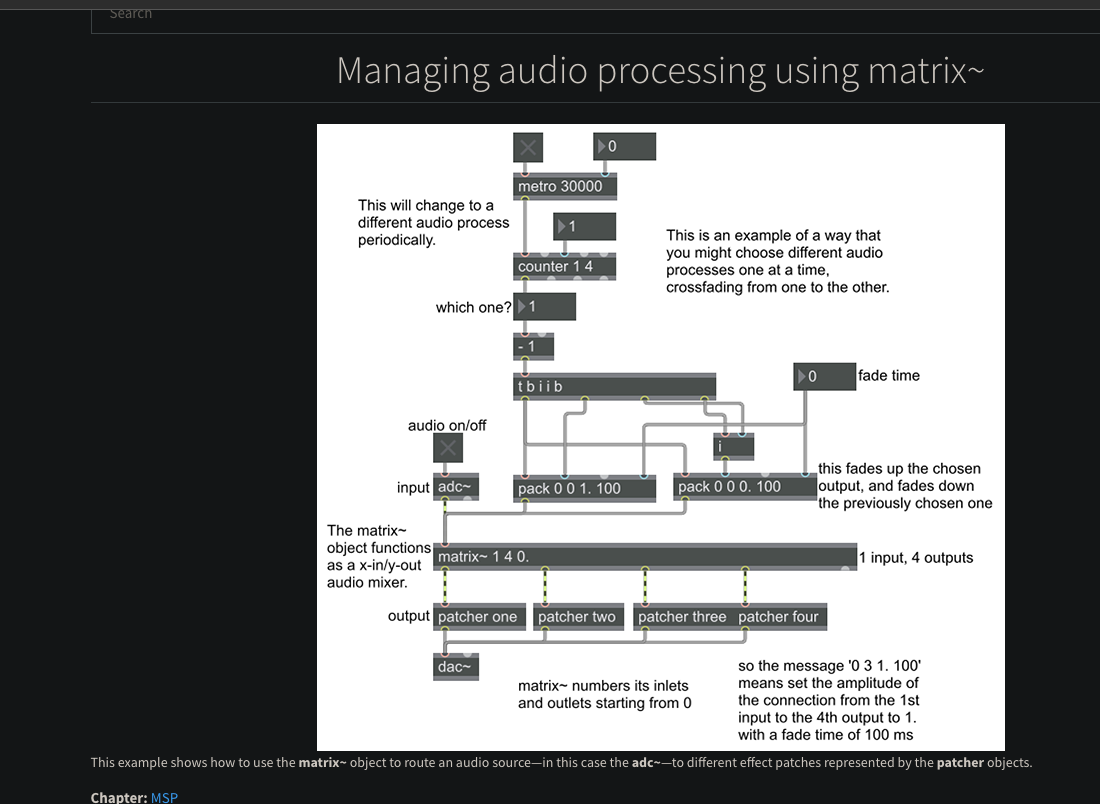 Search
Managing audio processing using matrix~
0
metro 30000
This will change to a
different audio process
periodically.
1
This is an example of a way that
you might choose different audio
processes one at a time,
crossfading from one to the other.
counter 1 4
which one?
1
- 1
t b i i b
0
fade time
audio on/off
i
input
adc~
pack 0 0 1. 100
pack 0 0 0. 100
this fades up the chosen
output, and fades down
the previously chosen one
The matrix~
object functions
as a x-in/y-out
audio mixer.
matrix~ 1 4 0.
1 input, 4 outputs
output
patcher one
patcher two
patcher three
patcher four
dac~
matrix~ numbers its inlets
and outlets starting from 0
so the message '0 3 1. 100'
means set the amplitude of
the connection from the 1st
input to the 4th output to 1.
with a fade time of 100 ms
This example shows how to use the matrix~ object to route an audio source—in this case the adc~—to different effect patches represented by the patcher objects.
Chapter: MSP